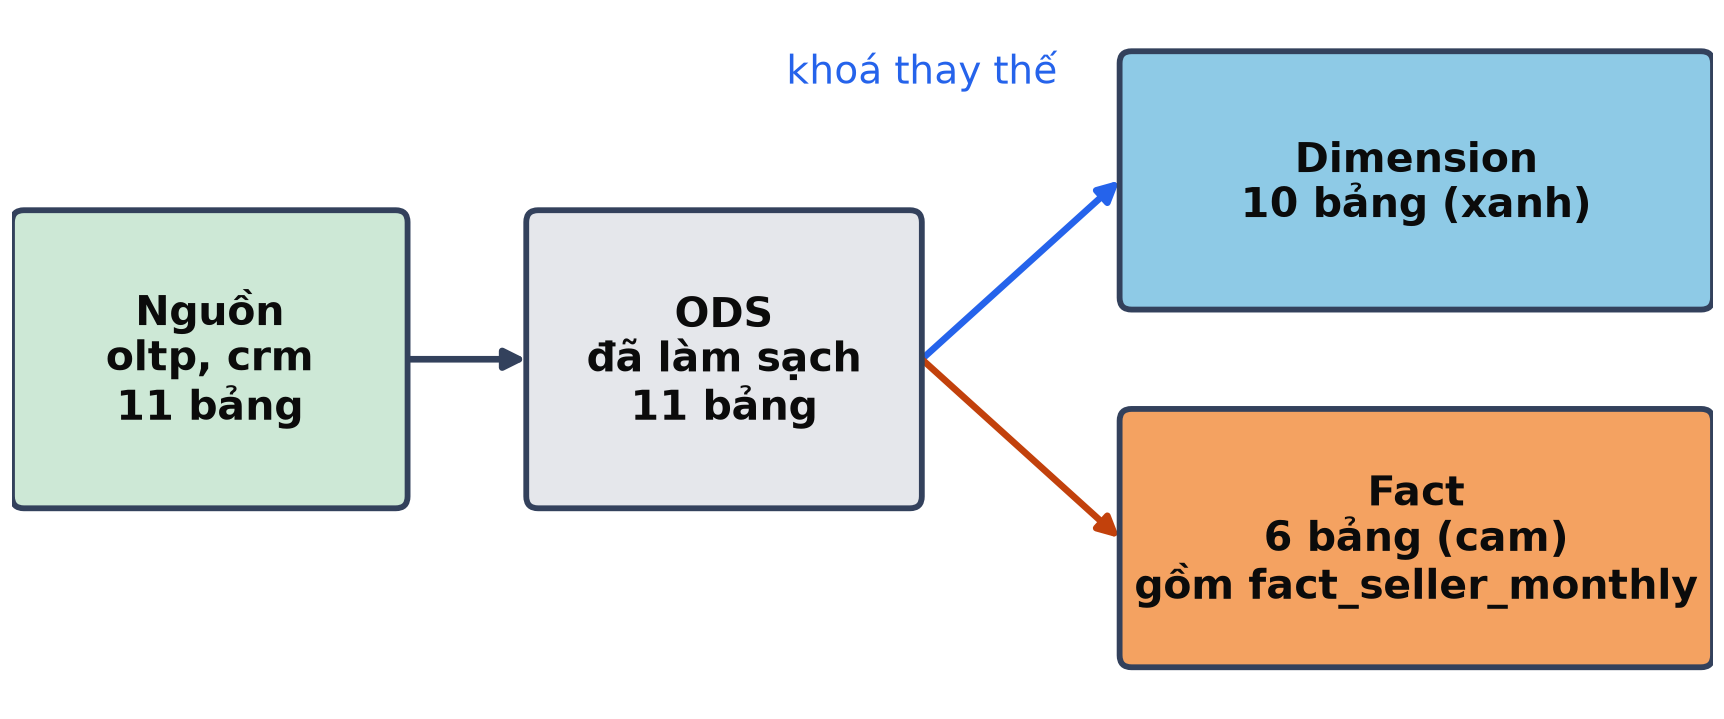 khoá thay thế
Nguồn
oltp, crm
11 bảng
ODS
đã làm sạch
11 bảng
Dimension
10 bảng (xanh)
Fact
6 bảng (cam)
gồm fact_seller_monthly